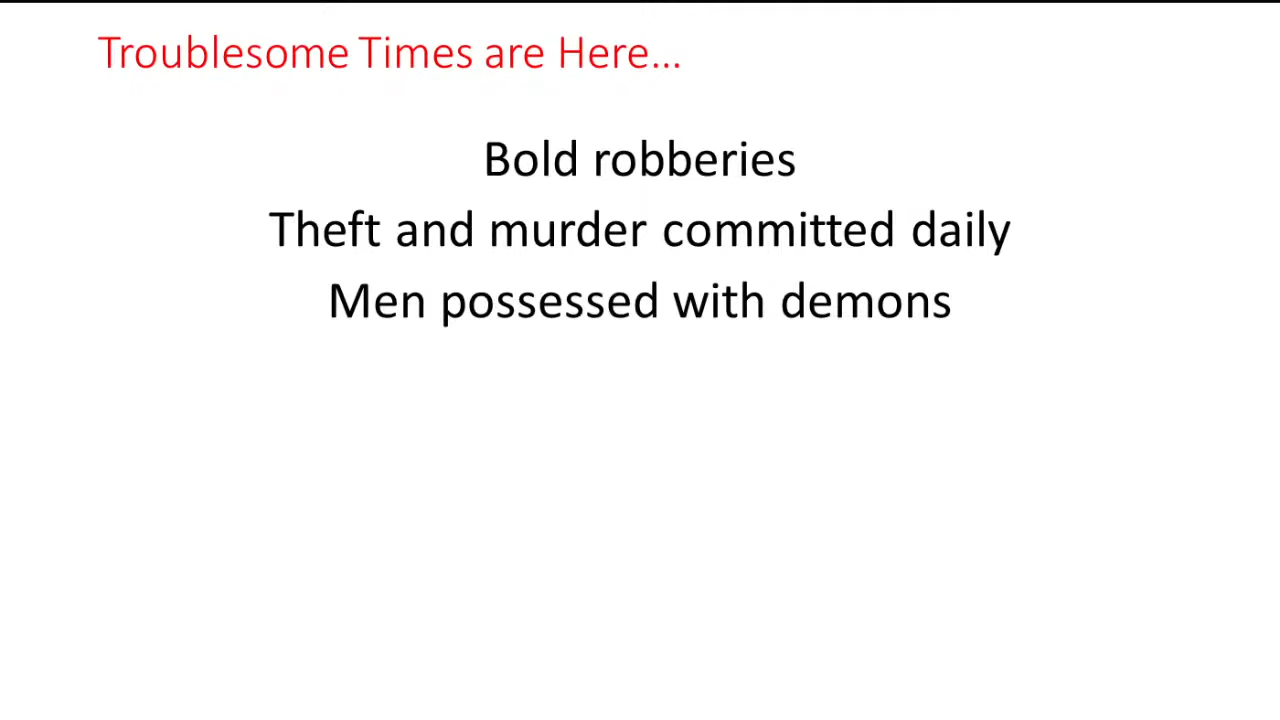 Troublesome Times are Here...
Bold robberies
Theft and murder committed daily
Men possessed with demons